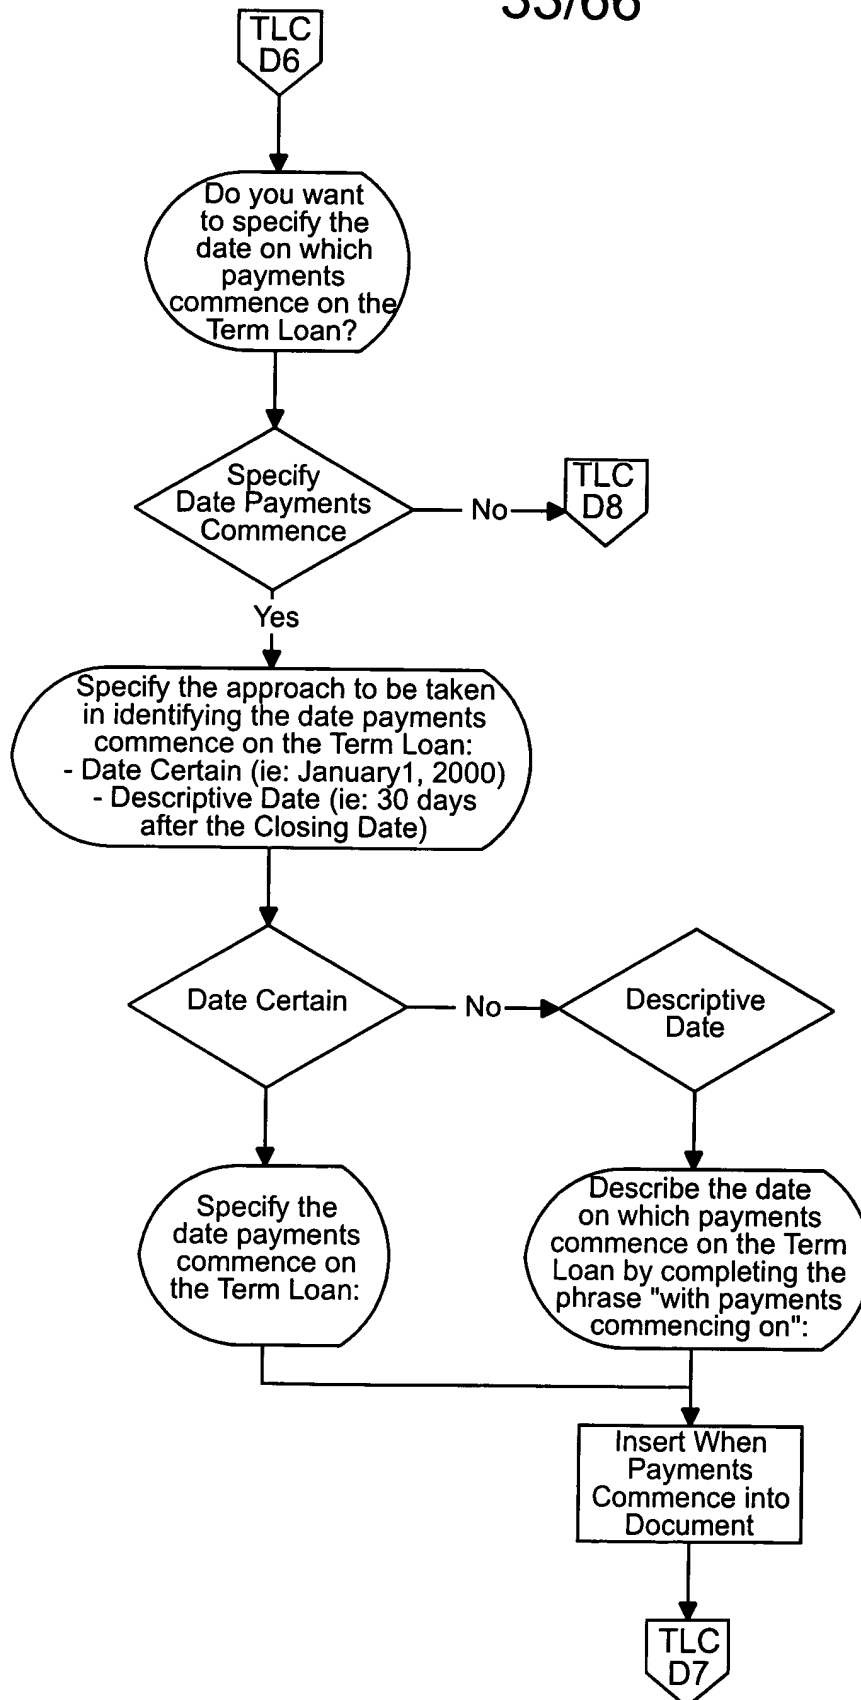 33/66
TLC
D6
Do you want
to specify the
date on which
payments
commence on the
Term Loan?
Specify
Date Payments
Commence
No
TLC
D8
Yes
Specify the approach to be taken
in identifying the date payments
commence on the Term Loan:
- Date Certain (ie: January1, 2000)
- Descriptive Date (ie: 30 days
after the Closing Date)
Date Certain
No
Descriptive
Date
Specify the
date payments
commence on
the Term Loan:
Describe the date
on which payments
commence on the Term
Loan by completing the
phrase "with payments
commencing on":
Insert When
Payments
Commence into
Document
TLC
D7